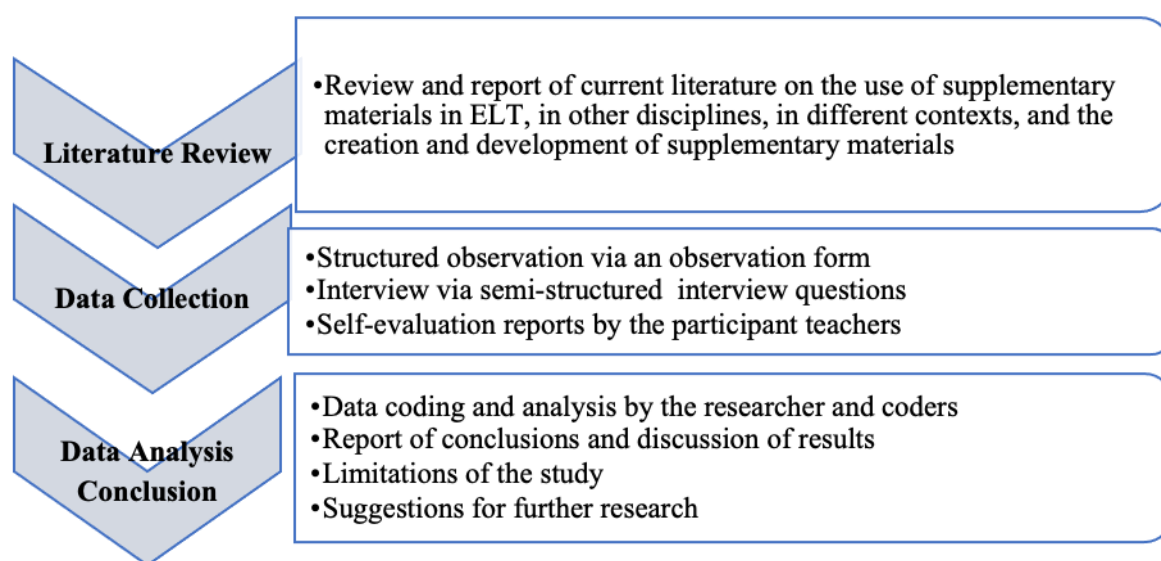 Literature Review
•Review and report of current literature on the use of supplementary
materials in ELT, in other disciplines, in different contexts, and the
creation and development of supplementary materials
Data Collection
•Structured observation via an observation form
•Interview via semi-structured  interview questions
•Self-evaluation reports by the participant teachers
Data Analysis
Conclusion
•Data coding and analysis by the researcher and coders
•Report of conclusions and discussion of results
•Limitations of the study
•Suggestions for further research